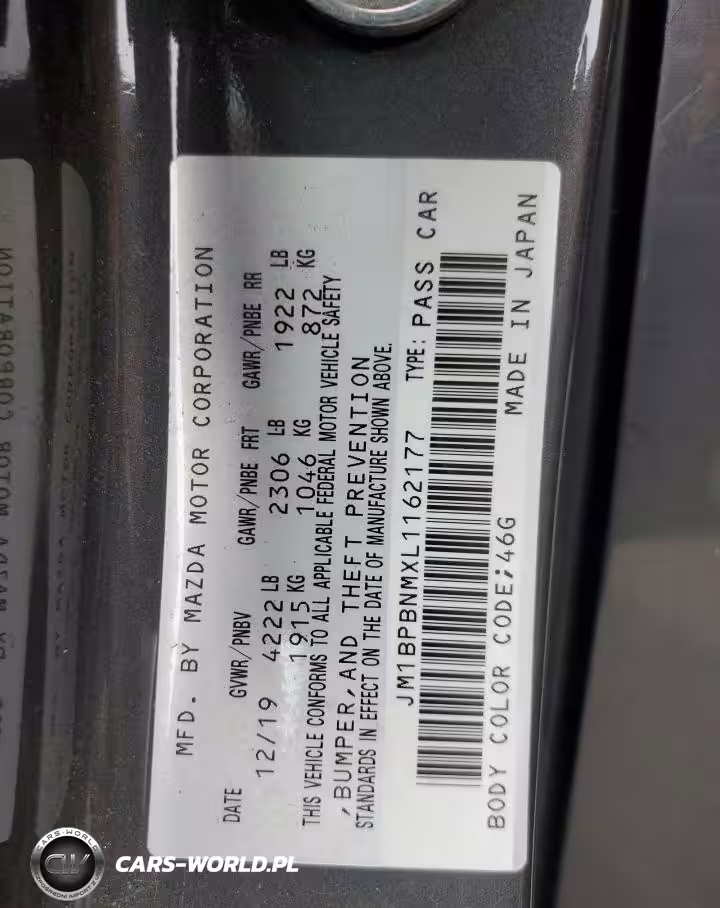 MFD. BY MAZDA MOTOR CORPORATION
DATE GVWR/PNBV GAWR/PNBE FRT GAWR/PNBE RR
12/19 4222 LB 2306 LB 1922 LB
1915 KG 1046 KG 872 KG
THIS VEHICLE CONFORMS TO ALL APPLICABLE FEDERAL MOTOR VEHICLE SAFETY
,BUMPER,AND THEFT PREVENTION
STANDARDS IN EFFECT ON THE DATE OF MANUFACTURE SHOWN ABOVE.
JM1BPBNMXL1162177 TYPE: PASS CAR
BODY COLOR CODE;46G MADE IN JAPAN
CARS-WORLD
CW
CARS-WORLD.PL